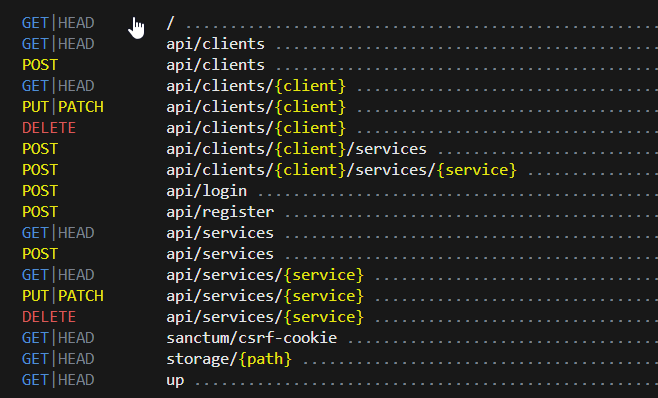 GET|HEAD / ........................................................
GET|HEAD api/clients ...........................................
POST api/clients ...........................................
GET|HEAD api/clients/{client} ..................................
PUT|PATCH api/clients/{client} ..................................
DELETE api/clients/{client} ..................................
POST api/clients/{client}/services .........................
POST api/clients/{client}/services/{service} ...............
POST api/login .............................................
POST api/register ..........................................
GET|HEAD api/services ..........................................
POST api/services ..........................................
GET|HEAD api/services/{service} ................................
PUT|PATCH api/services/{service} ................................
DELETE api/services/{service} ................................
GET|HEAD sanctum/csrf-cookie ...................................
GET|HEAD storage/{path} ........................................
GET|HEAD up ....................................................